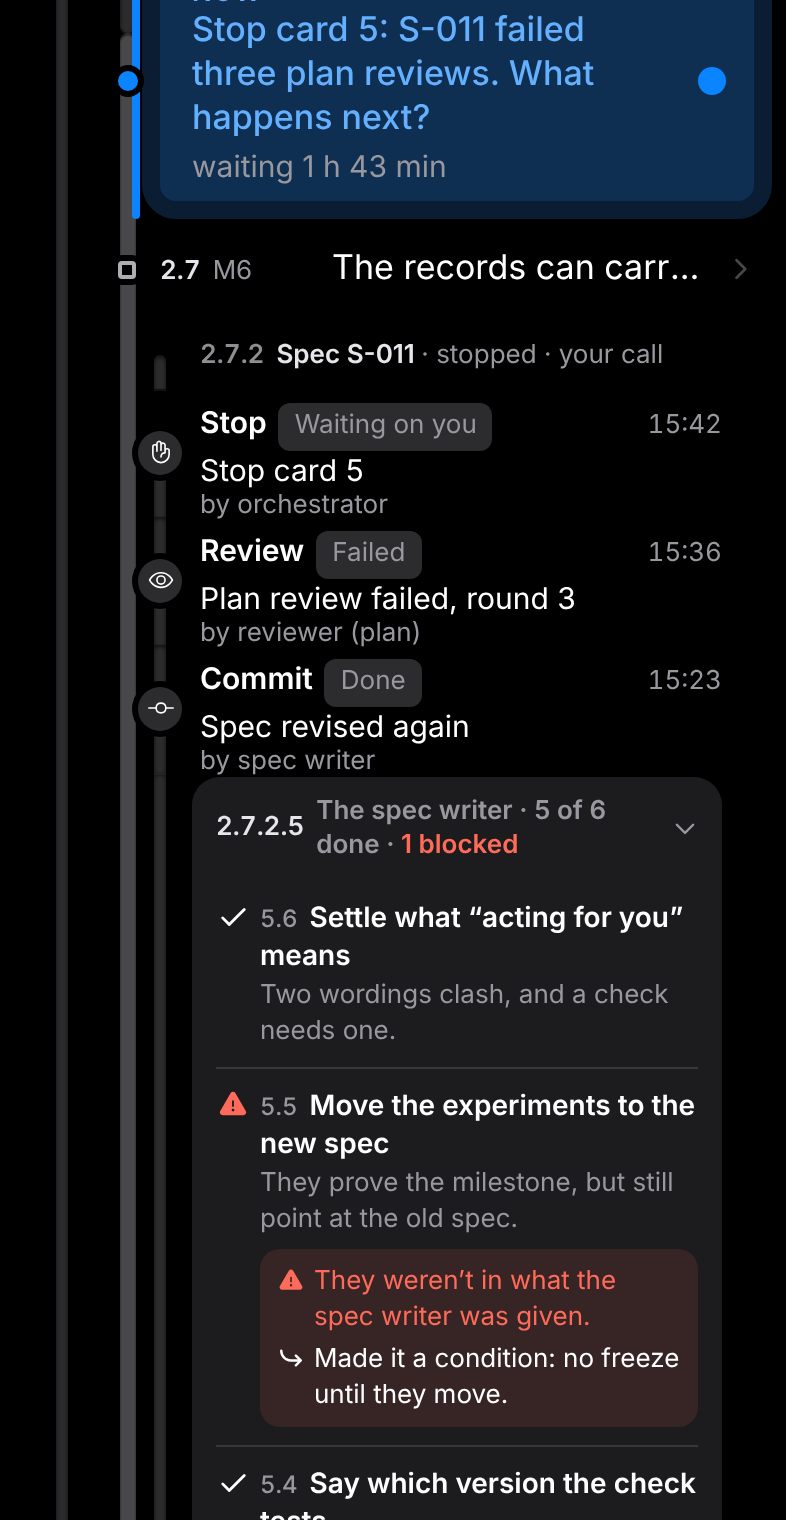 Stop card 5: S-011 failed
three plan reviews. What
happens next?
waiting 1 h 43 min
2.7 M6 The records can carr...
2.7.2 Spec S-011 · stopped · your call
Stop Waiting on you 15:42
Stop card 5
by orchestrator
Review Failed 15:36
Plan review failed, round 3
by reviewer (plan)
Commit Done 15:23
Spec revised again
by spec writer
2.7.2.5 The spec writer · 5 of 6
done · 1 blocked
5.6 Settle what “acting for you”
means
Two wordings clash, and a check
needs one.
5.5 Move the experiments to the
new spec
They prove the milestone, but still
point at the old spec.
They weren’t in what the
spec writer was given.
Made it a condition: no freeze
until they move.
5.4 Say which version the check